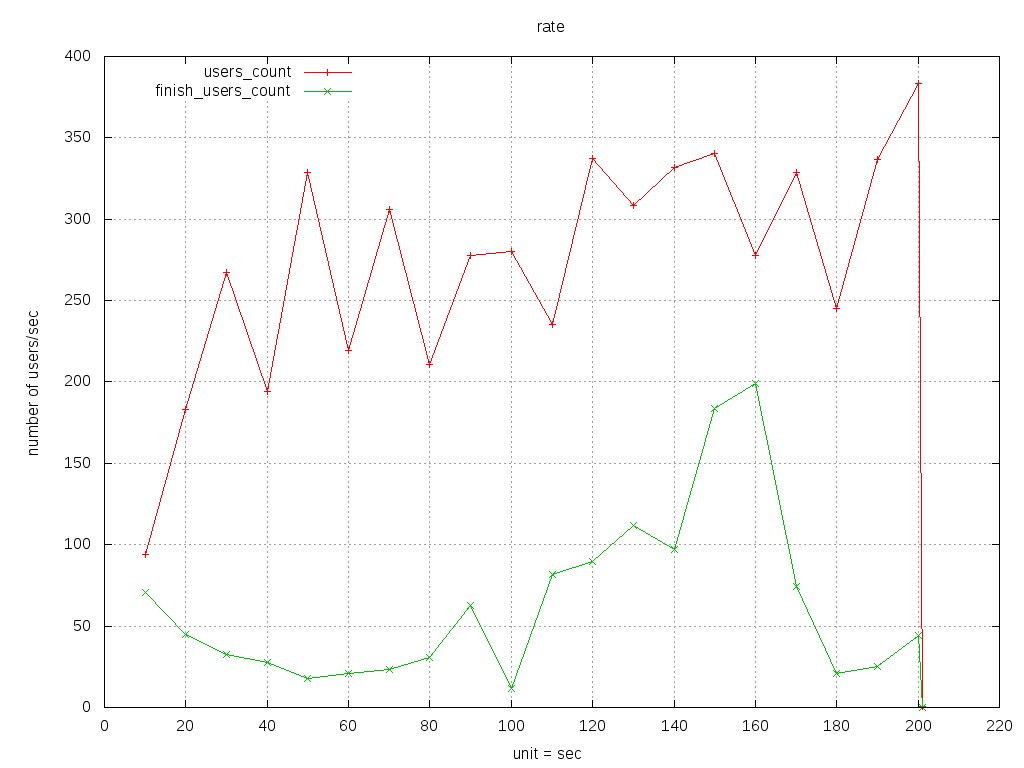 rate
users_count
finish_users_count
400
350
300
250
200
150
100
50
0
number of users/sec
0 20 40 60 80 100 120 140 160 180 200 220
unit = sec